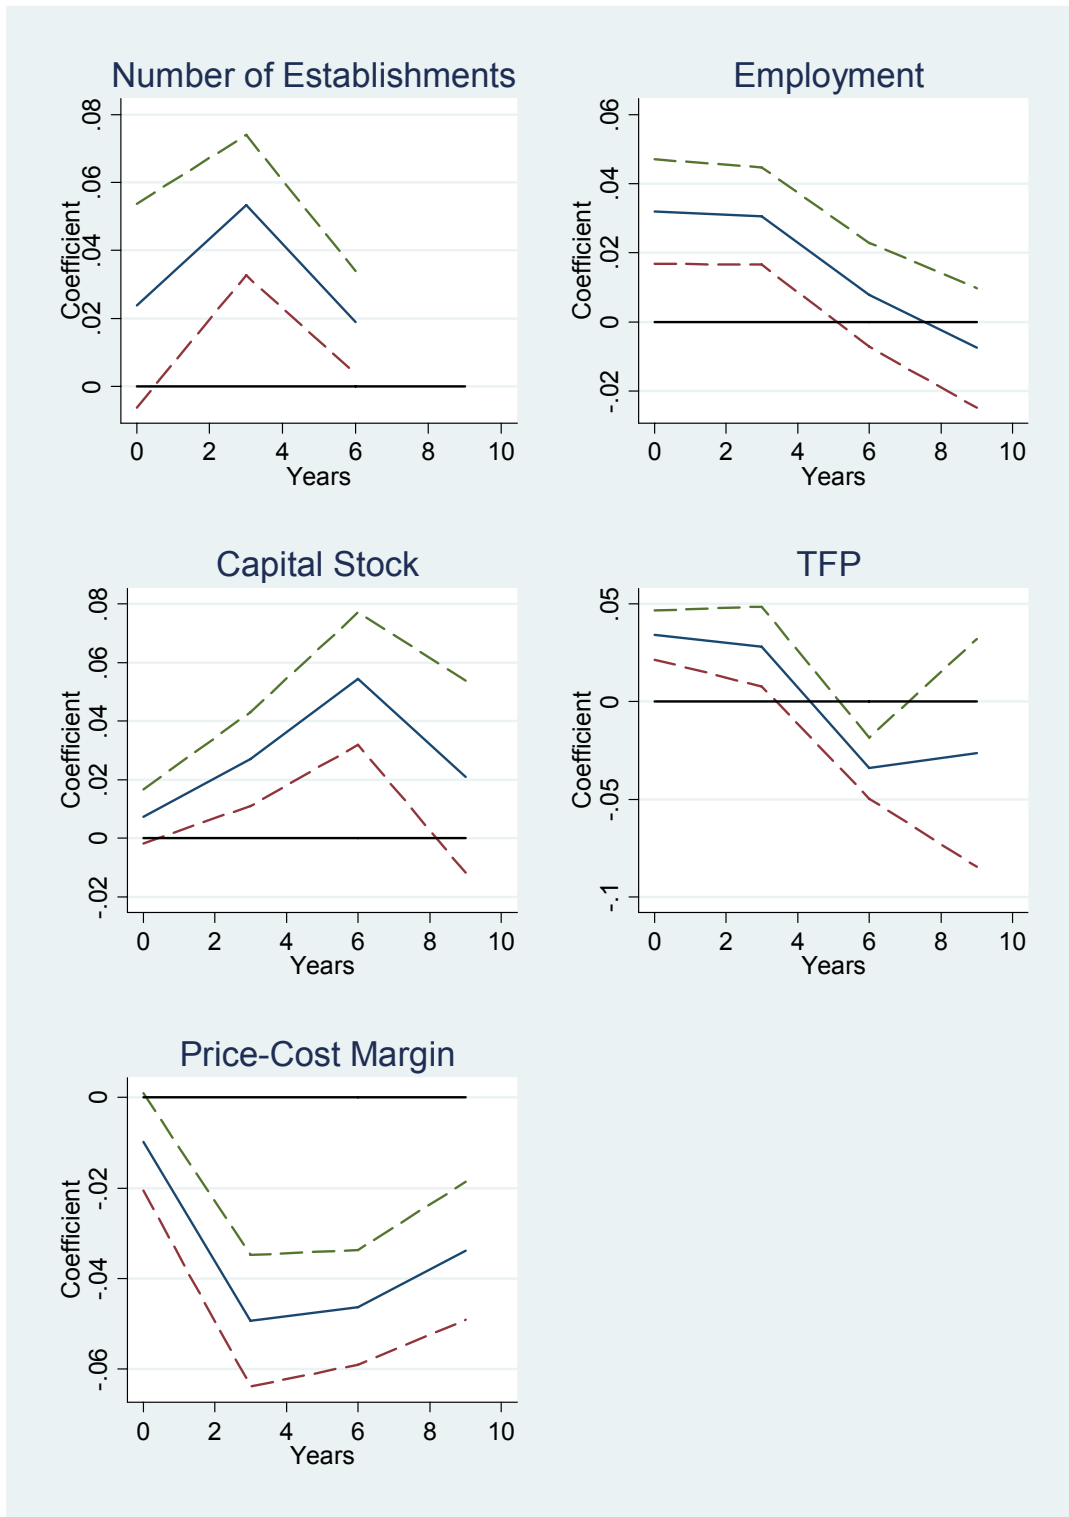 Number of Establishments
Coefficient
.08
.06
.04
.02
0
0 2 4 6 8 10
Years
Employment
Coefficient
.06
.04
.02
0
-.02
0 2 4 6 8 10
Years
Capital Stock
Coefficient
.08
.06
.04
.02
0
-.02
0 2 4 6 8 10
Years
TFP
Coefficient
.05
0
-.05
-.1
0 2 4 6 8 10
Years
Price-Cost Margin
Coefficient
0
-.02
-.04
-.06
0 2 4 6 8 10
Years